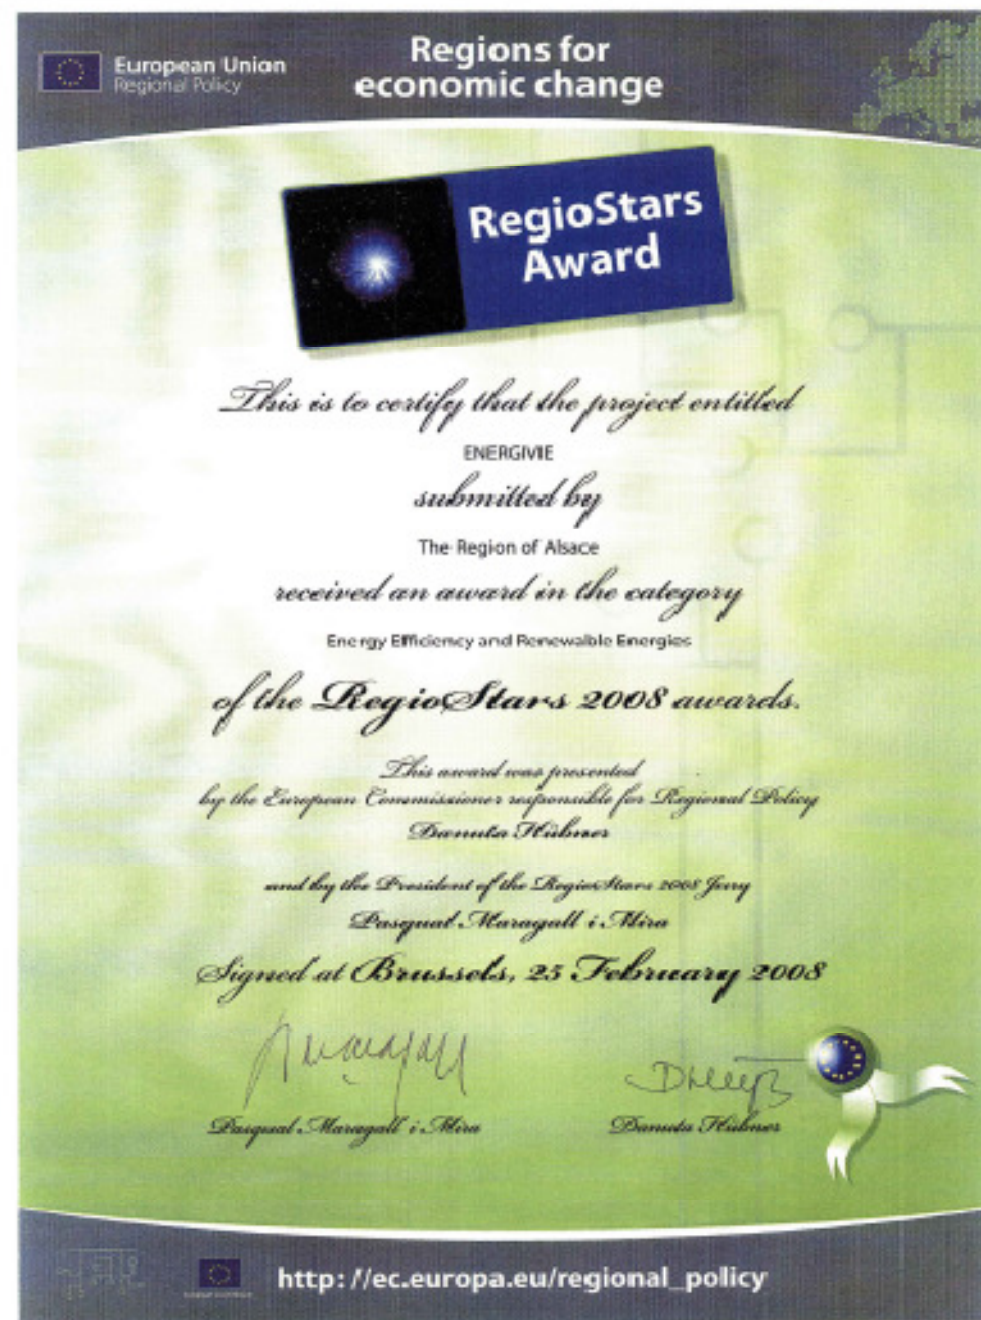 European Union
Regional Policy
Regions for
economic change
RegioStars
Award
This is to certify that the project entitled
ENERGIVIE
submitted by
The Region of Alsace
received an award in the category
Energy Efficiency and Renewable Energies
of the RegioStars 2008 awards.
This award was presented
by the European Commissioner responsible for Regional Policy
Danuta Hübner
and by the President of the RegioStars 2008 Jury
Pasqual Maragall i Mira
Signed at Brussels, 25 February 2008
Pasqual Maragall i Mira
Danuta Hübner
http://ec.europa.eu/regional_policy